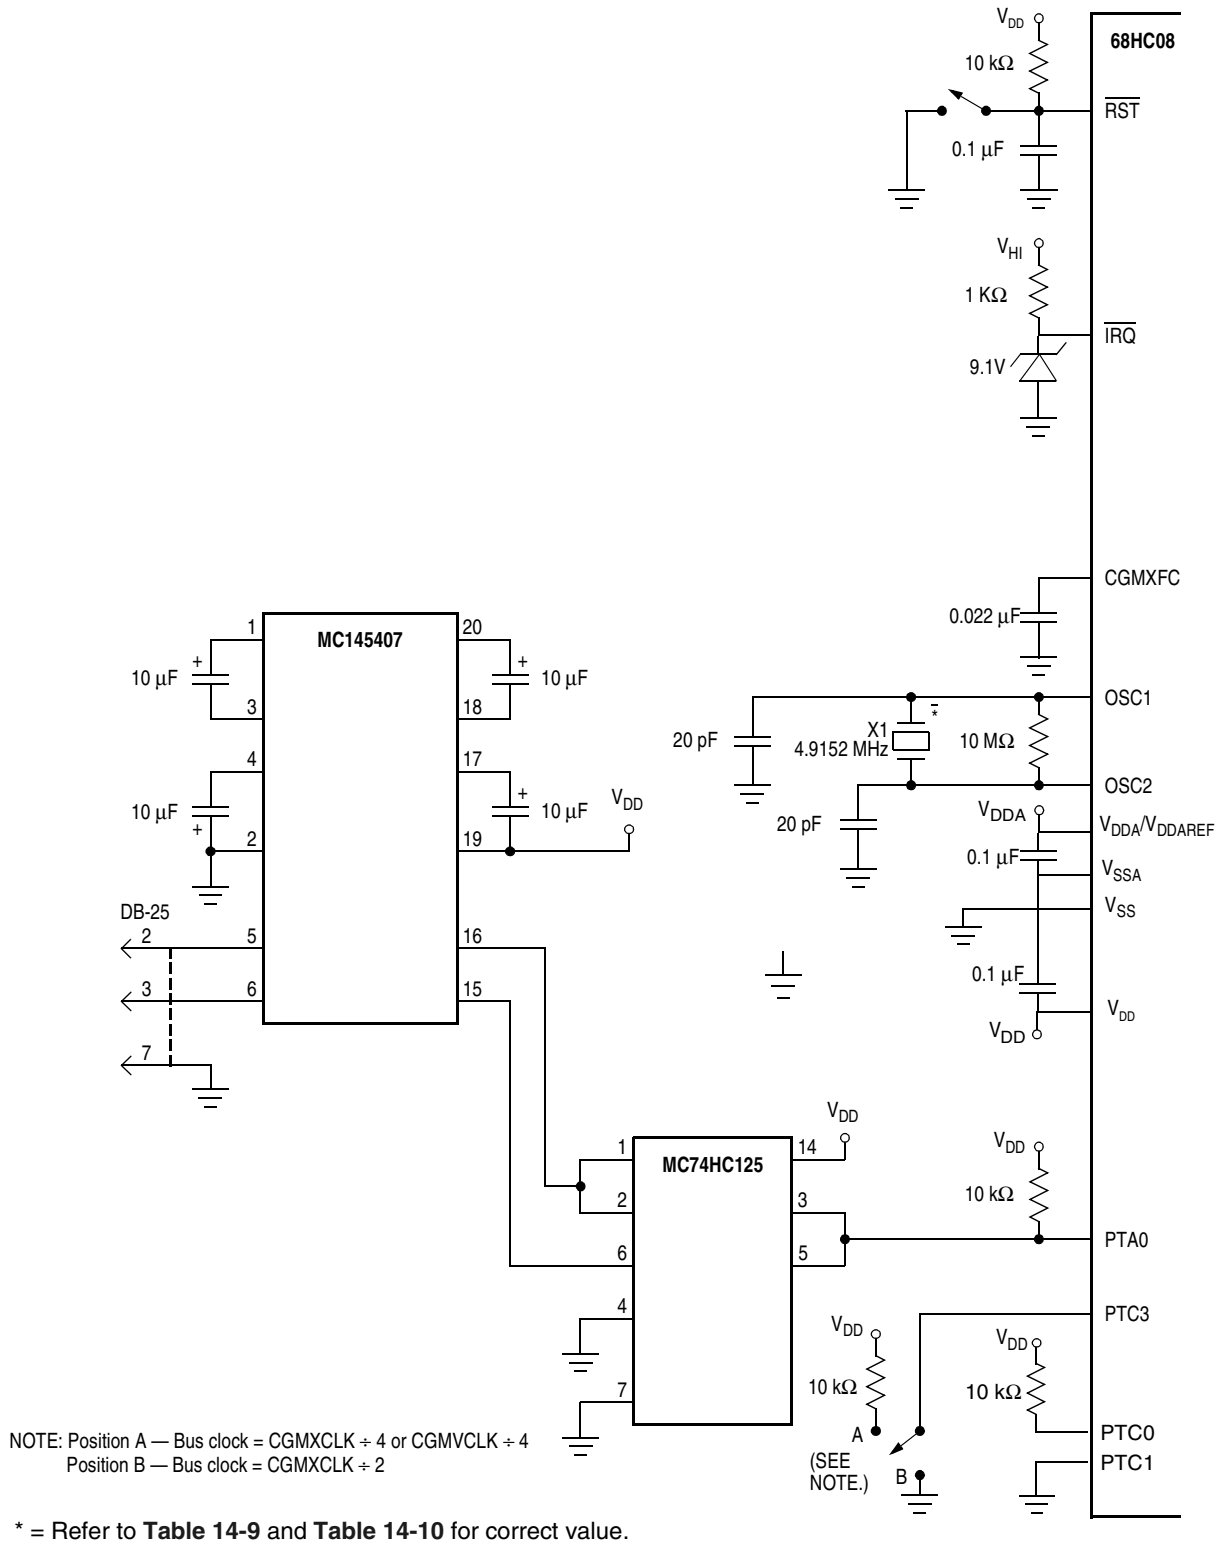 V_DD
68HC08
10 kΩ
RST
0.1 µF
V_HI
1 KΩ
IRQ
9.1V
CGMXFC
0.022 µF
1
MC145407
20
+
10 µF
+
10 µF
3
18
OSC1
*
X1
4.9152 MHz
20 pF
10 MΩ
4
17
OSC2
+
10 µF
10 µF
+
V_DD
2
19
20 pF
V_DDA
V_DDA/V_DDAREF
0.1 µF
V_SSA
V_SS
DB-25
2
5
16
3
6
15
0.1 µF
V_DD
V_DD
7
V_DD
1
MC74HC125
14
V_DD
10 kΩ
2
3
PTA0
6
5
4
PTC3
V_DD
V_DD
10 kΩ
10 kΩ
7
A
PTC0
(SEE
NOTE.)
B
PTC1
NOTE: Position A — Bus clock = CGMXCLK ÷ 4 or CGMVCLK ÷ 4
Position B — Bus clock = CGMXCLK ÷ 2
* = Refer to Table 14-9 and Table 14-10 for correct value.